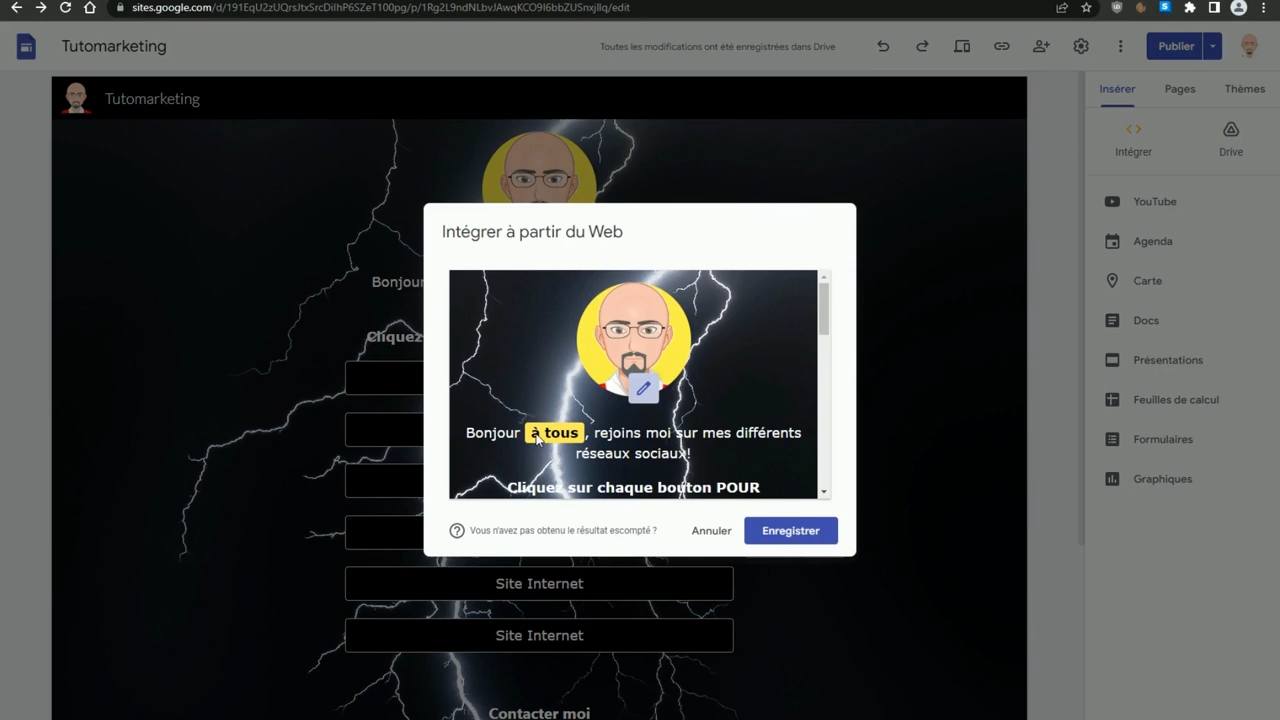 sites.google.com/d/191EqU2zUQrsJtxSrcDiIhP6SZeT100pg/p/1Rg2L9ndNLbvJAwqKCO9I6bbZUSnxjllq/edit
Tutomarketing
Toutes les modifications ont été enregistrées dans Drive
Publier
Tutomarketing
Insérer
Pages
Thèmes
Intégrer
Drive
YouTube
Agenda
Carte
Docs
Présentations
Feuilles de calcul
Formulaires
Graphiques
Bonjour
Cliquez
Intégrer à partir du Web
Bonjour à tous , rejoins moi sur mes différents
réseaux sociaux!
Cliquez sur chaque bouton POUR
Vous n'avez pas obtenu le résultat escompté ?
Annuler
Enregistrer
Site Internet
Site Internet
Contacter moi